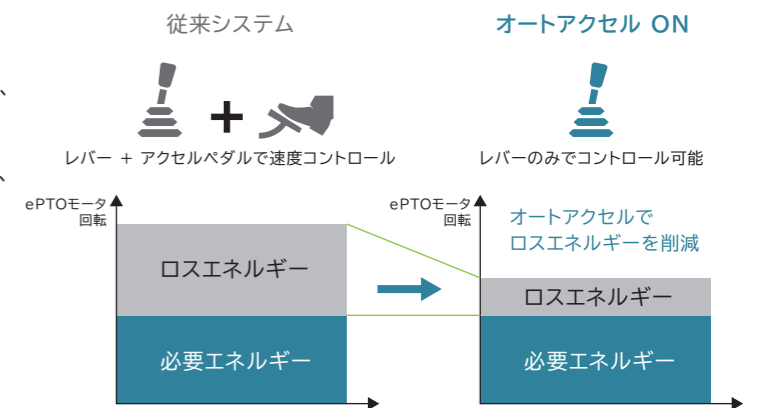 従来システム
オートアクセル ON
、
+
レバー + アクセルペダルで速度コントロール
レバーのみでコントロール可能
、
ePTOモータ
回転
ロスエネルギー
必要エネルギー
ePTOモータ
回転
オートアクセルで
ロスエネルギーを削減
ロスエネルギー
必要エネルギー